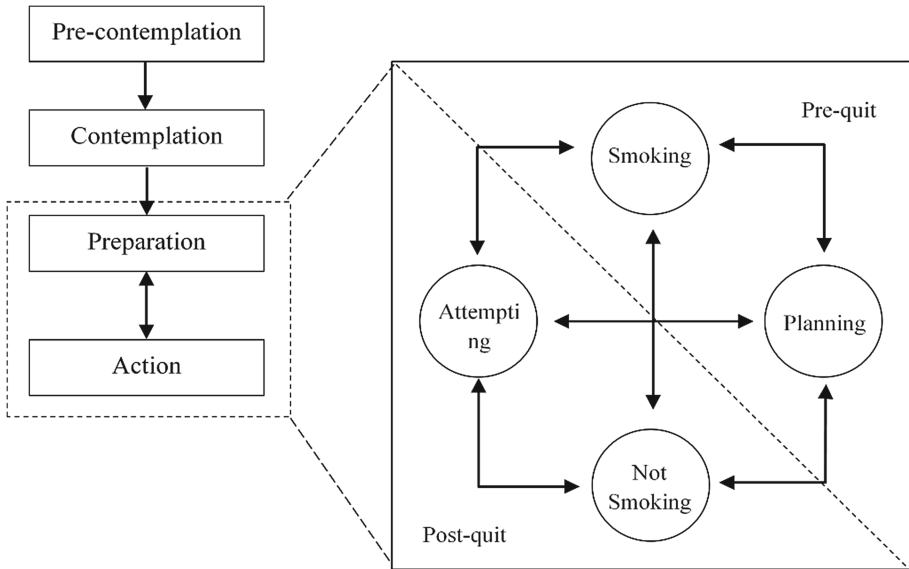 Pre-contemplation
Contemplation
Preparation
Action
Pre-quit
Smoking
Attempti
ng
Planning
Not
Smoking
Post-quit